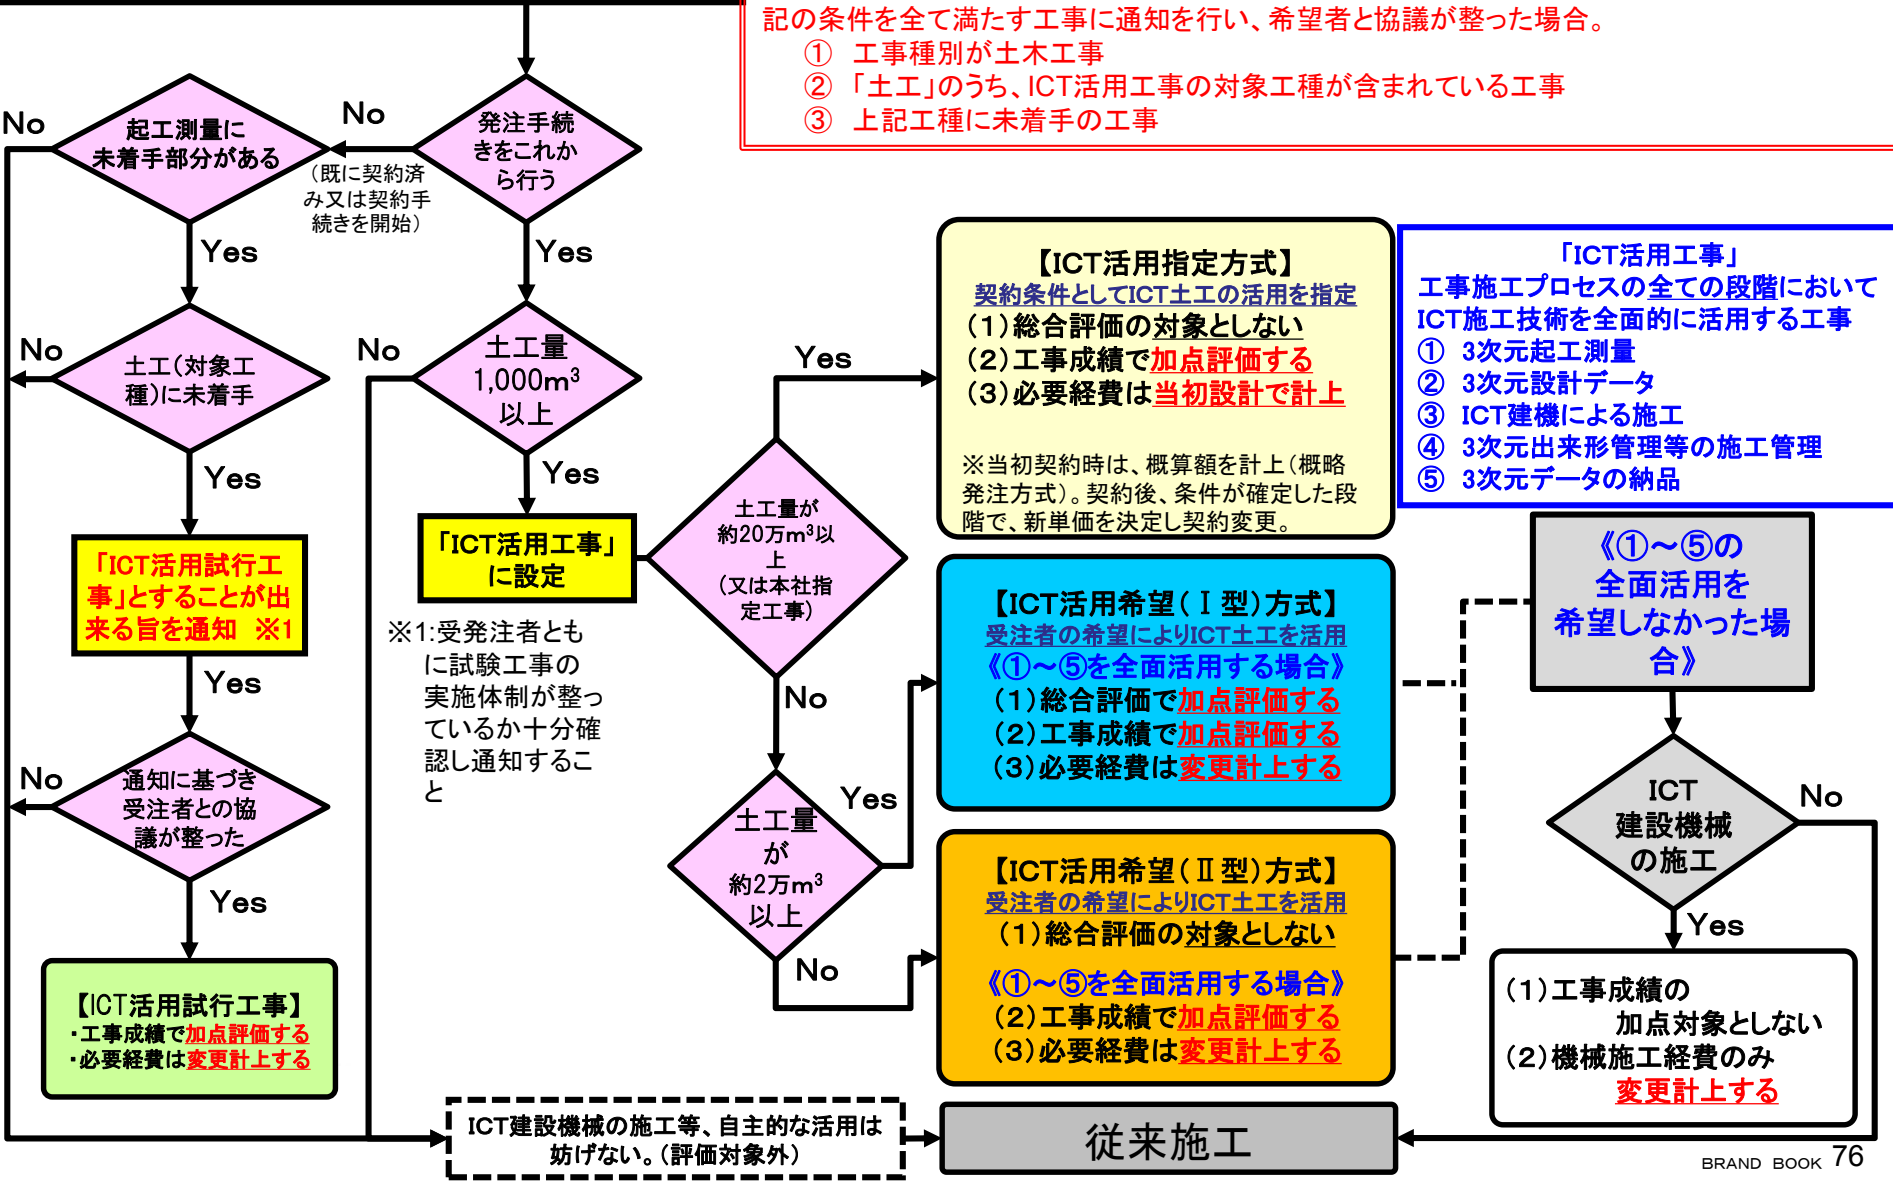 記の条件を全て満たす工事に通知を行い、希望者と協議が整った場合。
① 工事種別が土木工事
② 「土工」のうち、ICT活用工事の対象工種が含まれている工事
③ 上記工種に未着手の工事
No
起工測量に
未着手部分がある
No
(既に契約済
み又は契約手
続きを開始)
発注手続
きをこれか
ら行う
Yes
Yes
No
土工(対象工
種)に未着手
No
土工量
1,000m³
以上
Yes
Yes
「ICT活用試行工
事」とすることが出
来る旨を通知 ※1
「ICT活用工事」
に設定
※1:受発注者とも
に試験工事の
実施体制が整っ
ているか十分確
認し通知するこ
と
Yes
No
通知に基づき
受注者との協
議が整った
Yes
【ICT活用試行工事】
・工事成績で加点評価する
・必要経費は変更計上する
土工量が
約20万m³以
上
(又は本社指
定工事)
Yes
No
土工量
が
約2万m³
以上
Yes
No
【ICT活用指定方式】
契約条件としてICT土工の活用を指定
(1)総合評価の対象としない
(2)工事成績で加点評価する
(3)必要経費は当初設計で計上
※当初契約時は、概算額を計上(概略
発注方式)。契約後、条件が確定した段
階で、新単価を決定し契約変更。
【ICT活用希望(Ⅰ型)方式】
受注者の希望によりICT土工を活用
《①~⑤を全面活用する場合》
(1)総合評価で加点評価する
(2)工事成績で加点評価する
(3)必要経費は変更計上する
【ICT活用希望(Ⅱ型)方式】
受注者の希望によりICT土工を活用
(1)総合評価の対象としない
《①~⑤を全面活用する場合》
(2)工事成績で加点評価する
(3)必要経費は変更計上する
「ICT活用工事」
工事施工プロセスの全ての段階において
ICT施工技術を全面的に活用する工事
① 3次元起工測量
② 3次元設計データ
③ ICT建機による施工
④ 3次元出来形管理等の施工管理
⑤ 3次元データの納品
《①~⑤の
全面活用を
希望しなかった場
合》
ICT
建設機械
の施工
No
Yes
(1)工事成績の
加点対象としない
(2)機械施工経費のみ
変更計上する
ICT建設機械の施工等、自主的な活用は
妨げない。(評価対象外)
従来施工
BRAND BOOK 76